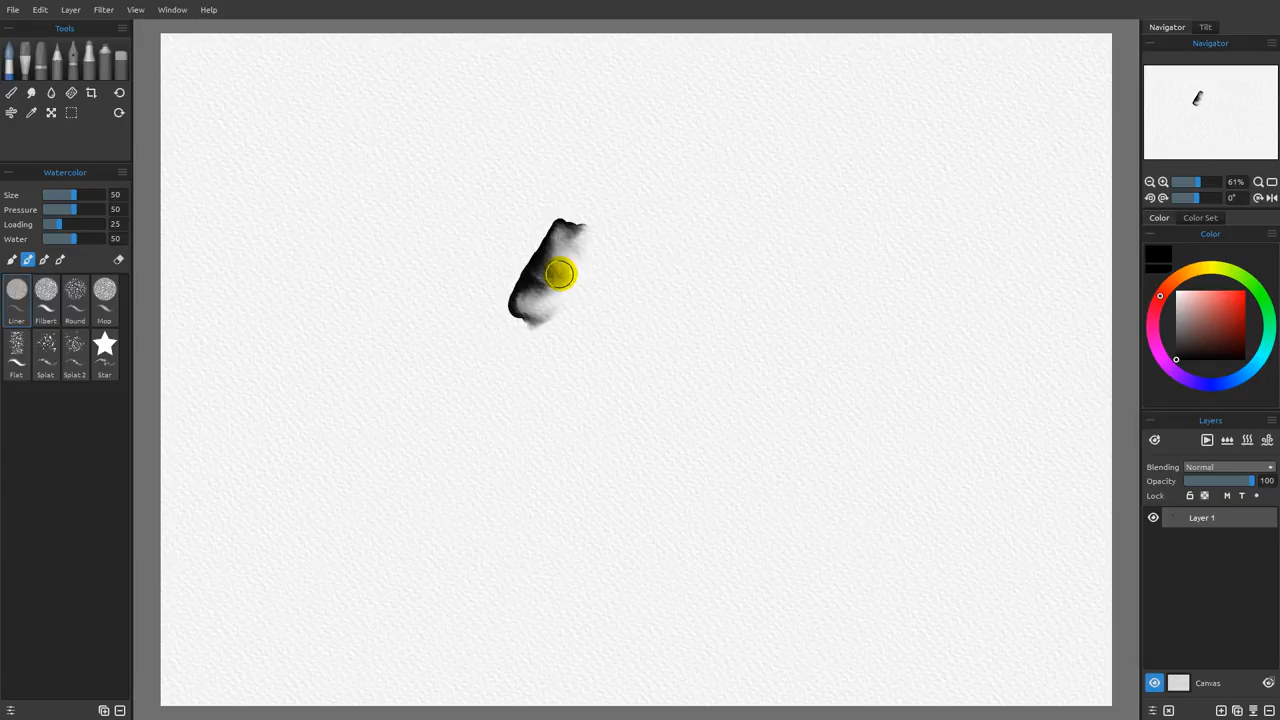 File Edit Layer Filter View Window Help
Tools
Watercolor
Size 50
Pressure 50
Loading 25
Water 50
Liner Filbert Round Mop
Flat Splat Splat 2 Star
Navigator Tilt
Navigator
61%
0°
Color Color Set
Color
Layers
Blending Normal
Opacity 100
Lock M T
Layer 1
Canvas